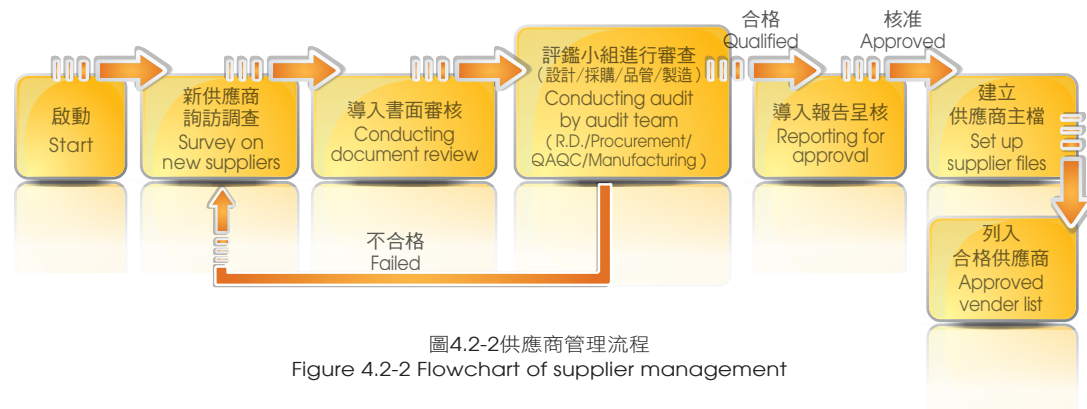 啟動
Start
新供應商
詢訪調查
Survey on
new suppliers
導入書面審核
Conducting
document review
評鑑小組進行審查
（設計/採購/品管/製造）
Conducting audit
by audit team
( R.D./Procurement/
QAQC/Manufacturing )
合格
Qualified
導入報告呈核
Reporting for
approval
核准
Approved
建立
供應商主檔
Set up
supplier files
列入
合格供應商
Approved
vender list
不合格
Failed
圖4.2-2供應商管理流程
Figure 4.2-2 Flowchart of supplier management